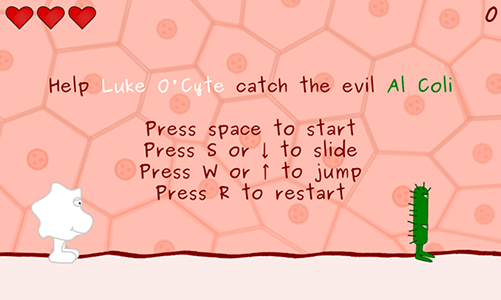 0
Help Luke O'Cyte catch the evil Al Coli
Press space to start
Press S or ↓ to slide
Press W or ↑ to jump
Press R to restart